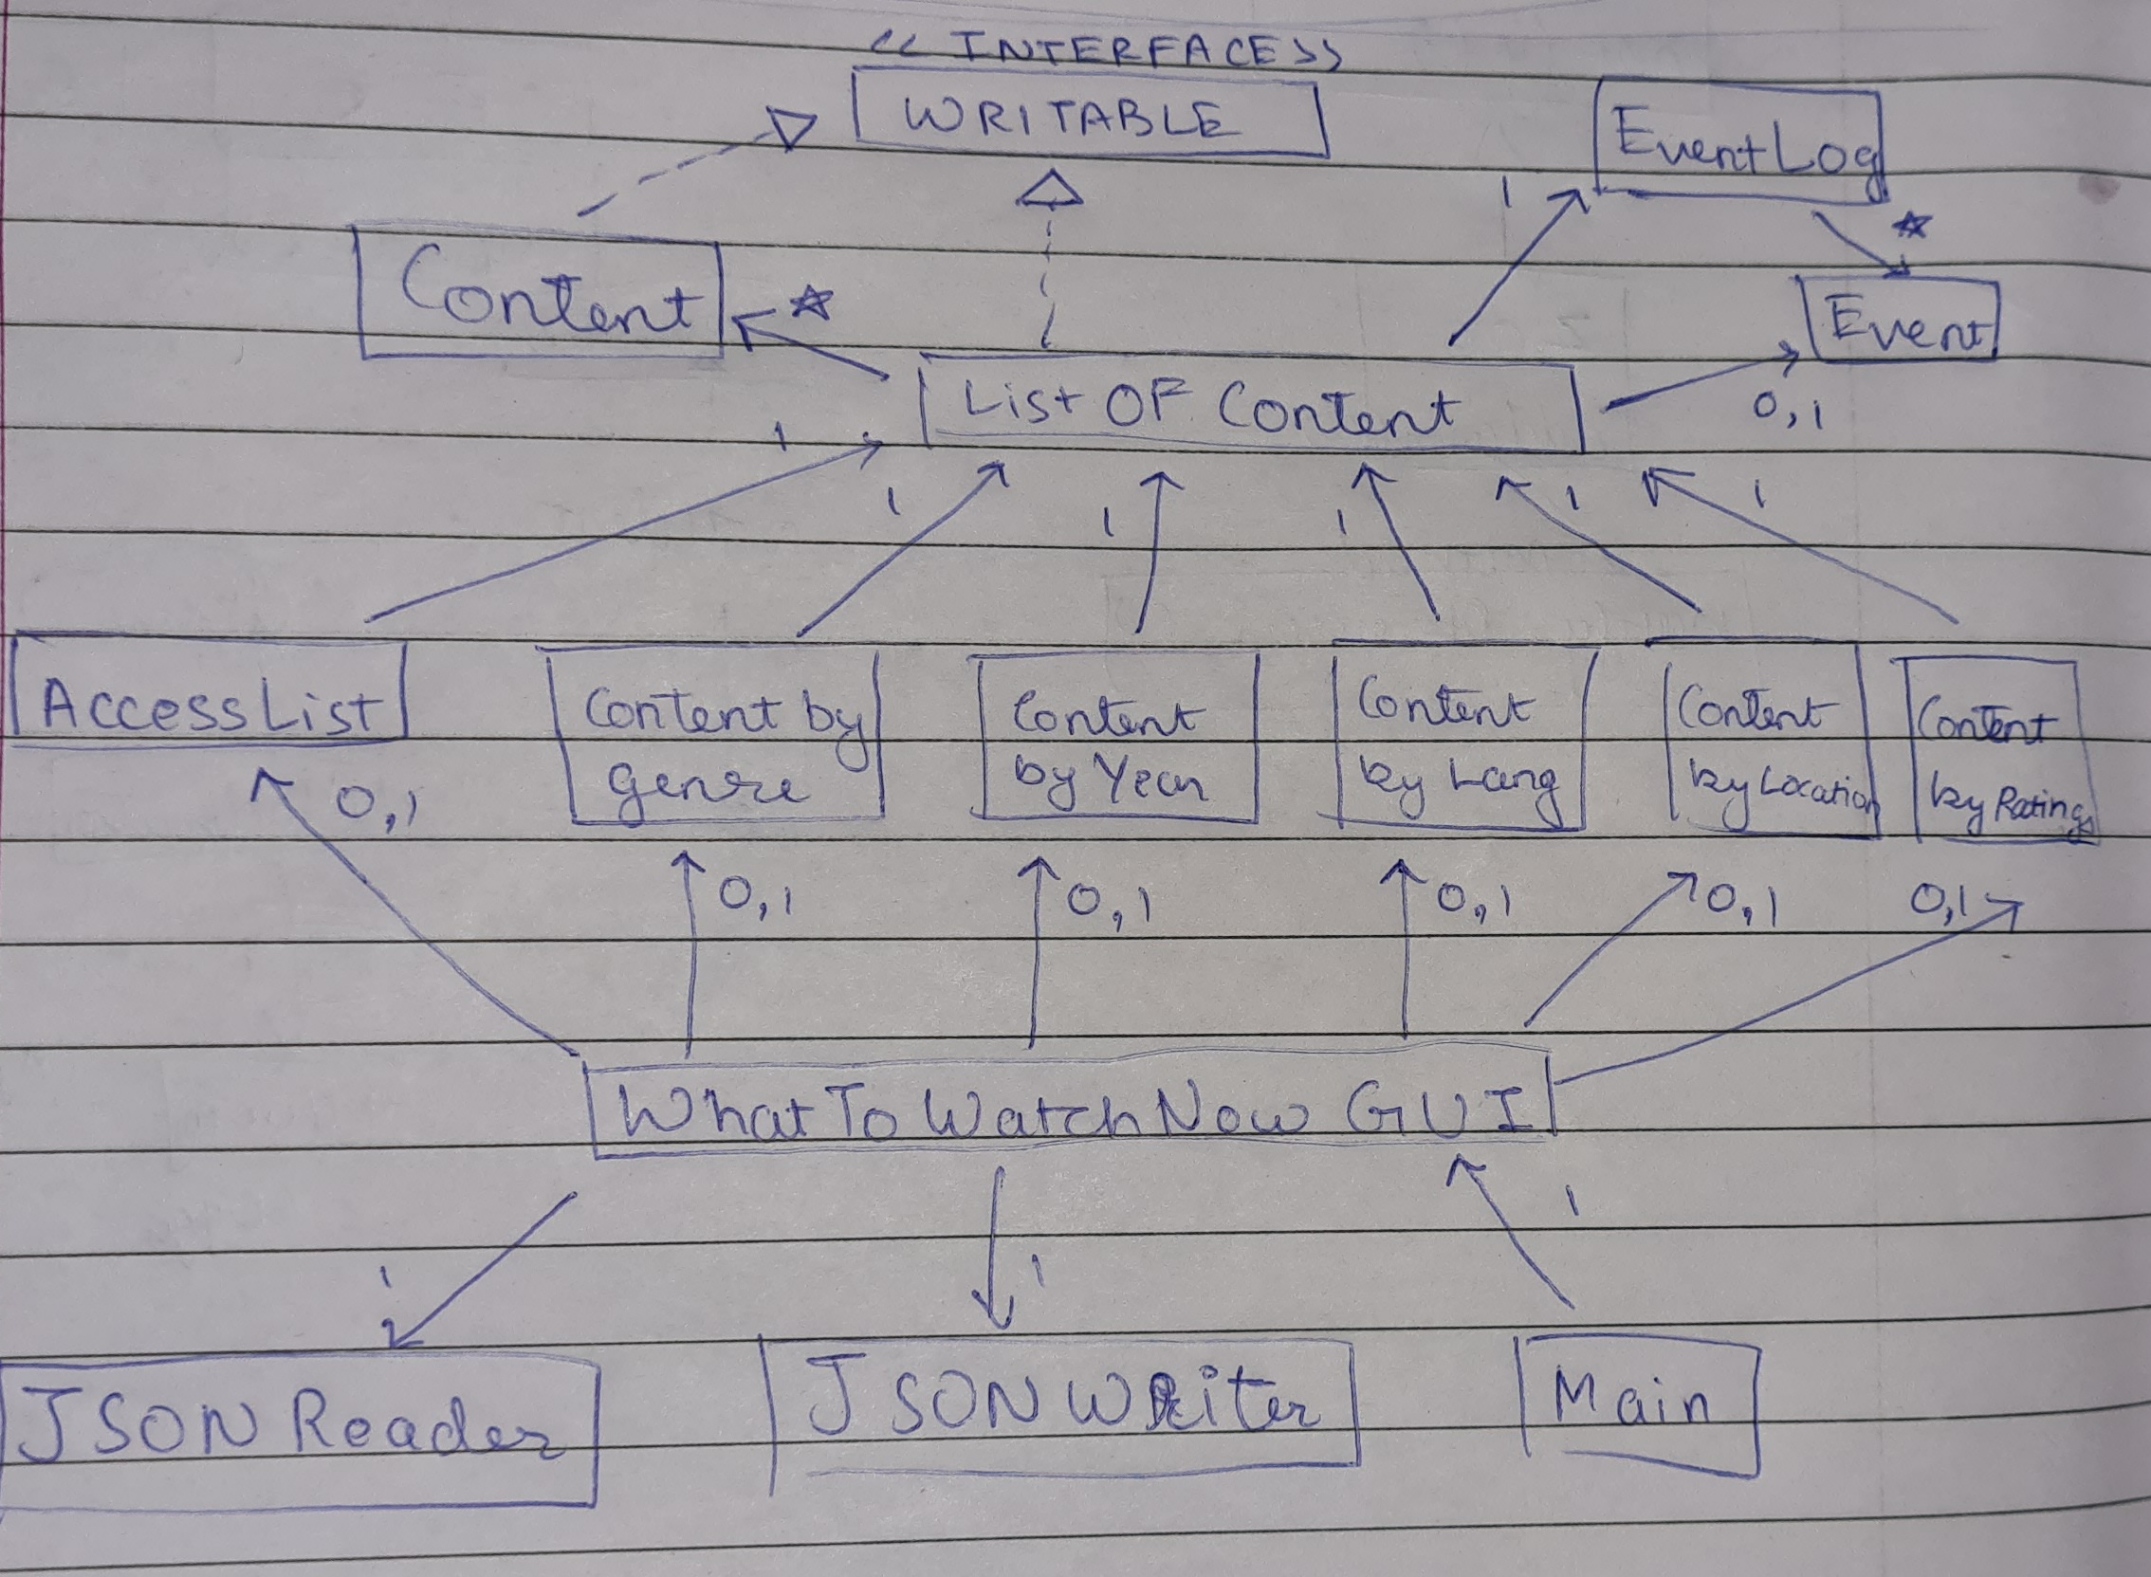 << INTERFACE >>
WRITABLE
EventLog
1
*
Content
*
Event
List OF Content
0,1
1
1
1
1
1
1
AccessList
Content by
genre
Content
by Year
Content
by Lang
Content
by Location
Content
by Ratings
0,1
0,1
0,1
0,1
0,1
0,1
WhatToWatchNow GUI
1
1
1
JSON Reader
JSON Writer
Main